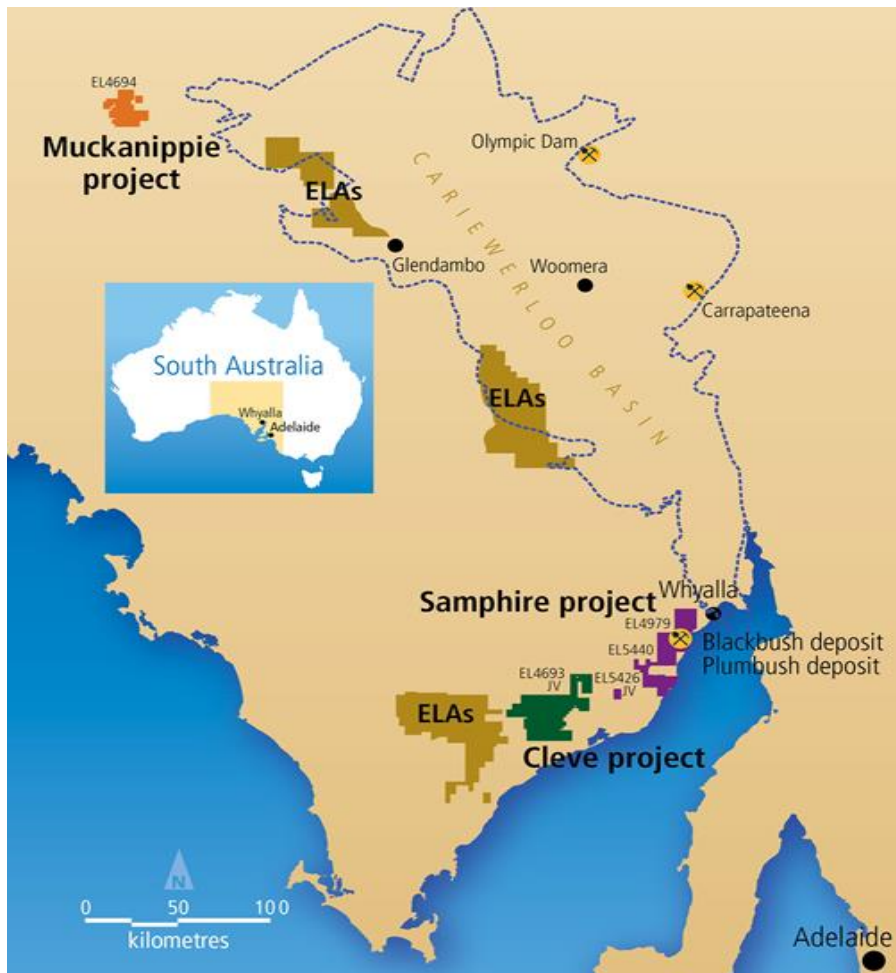 EL4694
Muckanippie
project
Olympic Dam
ELAs
CARIEWERLOO BASIN
Glendambo
Woomera
Carrapateena
South Australia
Whyalla
Adelaide
ELAs
Samphire project
Whyalla
EL4979
Blackbush deposit
Plumbush deposit
EL5440
EL4693
JV
EL5426
JV
ELAs
Cleve project
N
0 50 100
kilometres
Adelaide